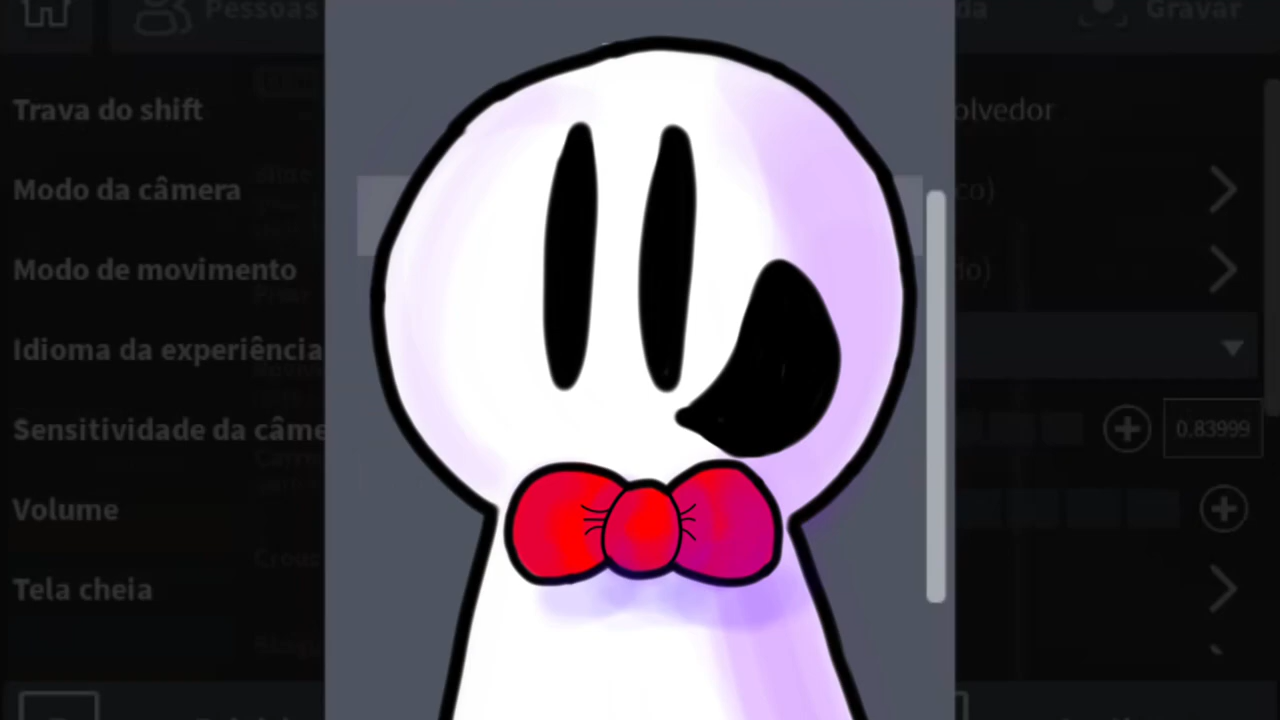 Pessoas
Gravar
Trava do shift
olvedor
Modo da câmera
co)
Modo de movimento
do)
Idioma da experiência
Sensitividade da câme
0.83999
Volume
Tela cheia